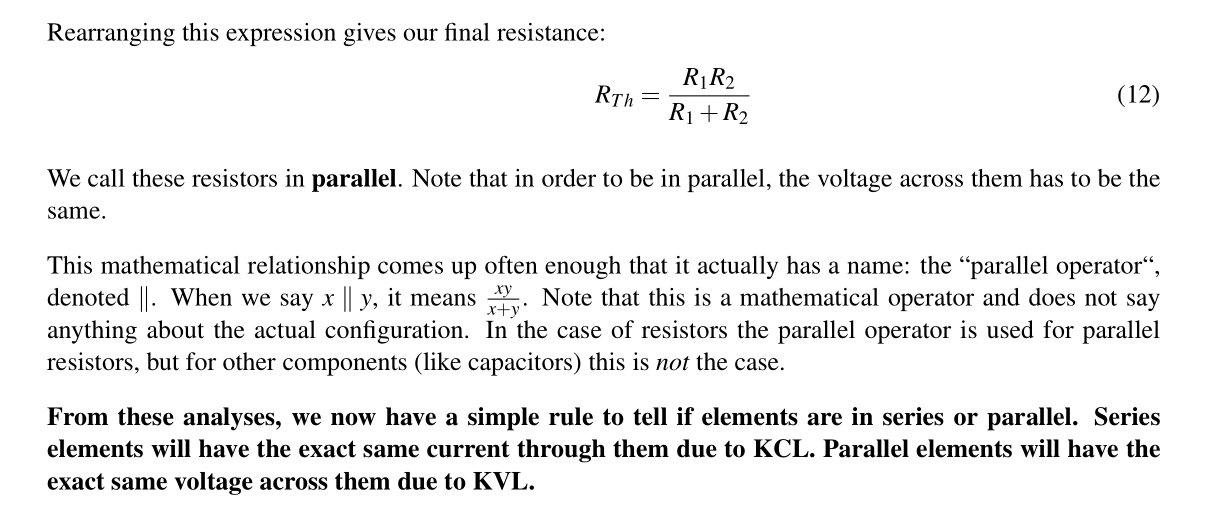 Rearranging this expression gives our final resistance:
R_{Th} = \frac{R_1 R_2}{R_1 + R_2} (12)
We call these resistors in parallel. Note that in order to be in parallel, the voltage across them has to be the
same.
This mathematical relationship comes up often enough that it actually has a name: the “parallel operator“,
denoted ∥. When we say x ∥ y, it means \frac{xy}{x+y}. Note that this is a mathematical operator and does not say
anything about the actual configuration. In the case of resistors the parallel operator is used for parallel
resistors, but for other components (like capacitors) this is not the case.
From these analyses, we now have a simple rule to tell if elements are in series or parallel. Series
elements will have the exact same current through them due to KCL. Parallel elements will have the
exact same voltage across them due to KVL.